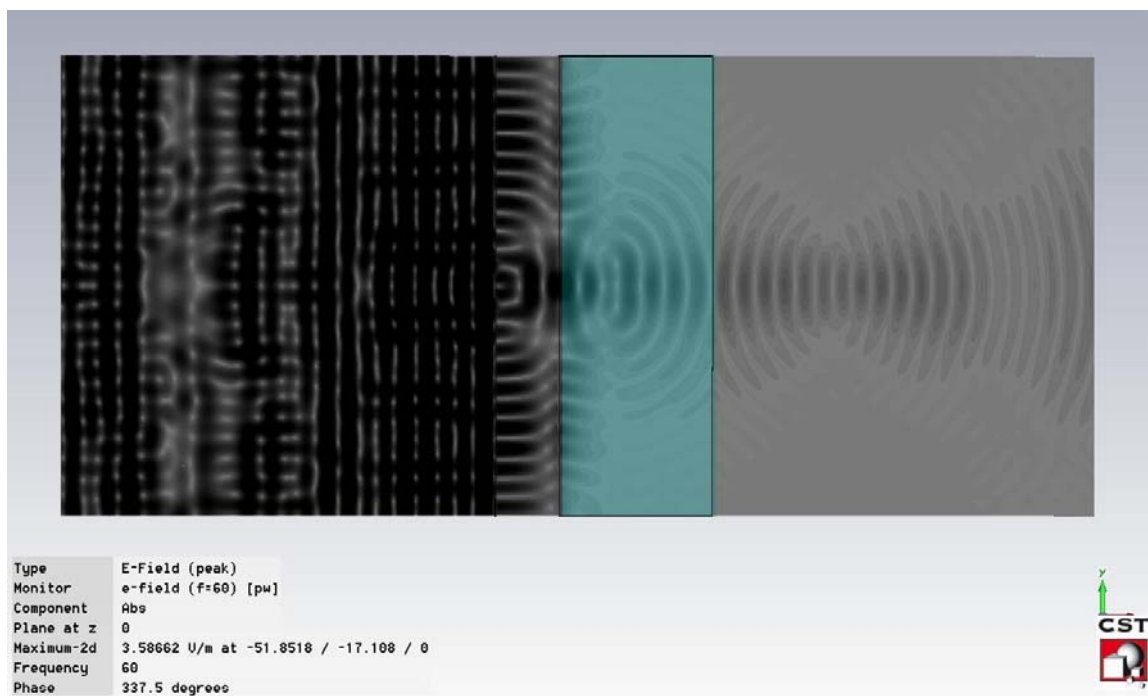 Type E-Field (peak)
Monitor e-field (f=60) [pw]
Component Abs
Plane at z 0
Maximum-2d 3.58662 V/m at -51.8518 / -17.108 / 0
Frequency 60
Phase 337.5 degrees
y
CST